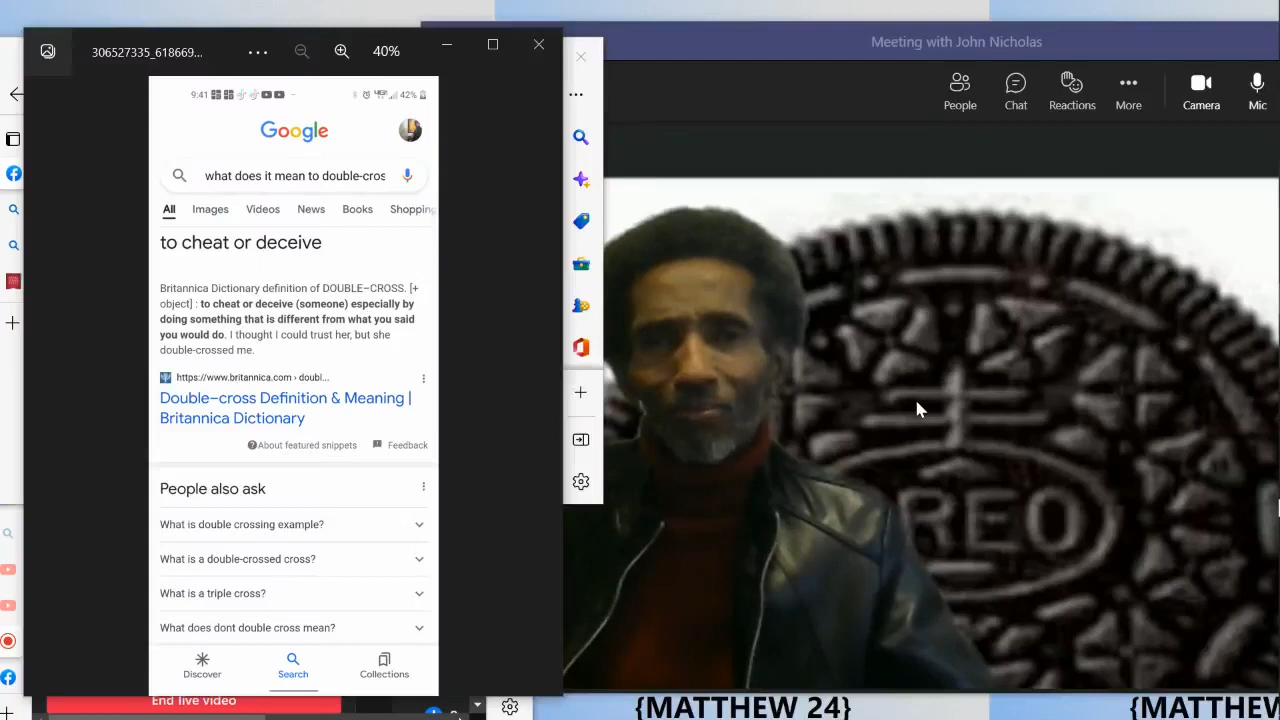 306527335_618669...
40%
Meeting with John Nicholas
People
Chat
Reactions
More
Camera
Mic
9:41
42%
Google
what does it mean to double-cros
All
Images
Videos
News
Books
Shopping
to cheat or deceive
Britannica Dictionary definition of DOUBLE–CROSS. [+
object] : to cheat or deceive (someone) especially by
doing something that is different from what you said
you would do. I thought I could trust her, but she
double-crossed me.
https://www.britannica.com › doubl...
Double–cross Definition & Meaning |
Britannica Dictionary
About featured snippets
Feedback
People also ask
What is double crossing example?
What is a double-crossed cross?
What is a triple cross?
What does dont double cross mean?
Discover
Search
Collections
REO
End live video
{MATTHEW 24}
{MATTHEW